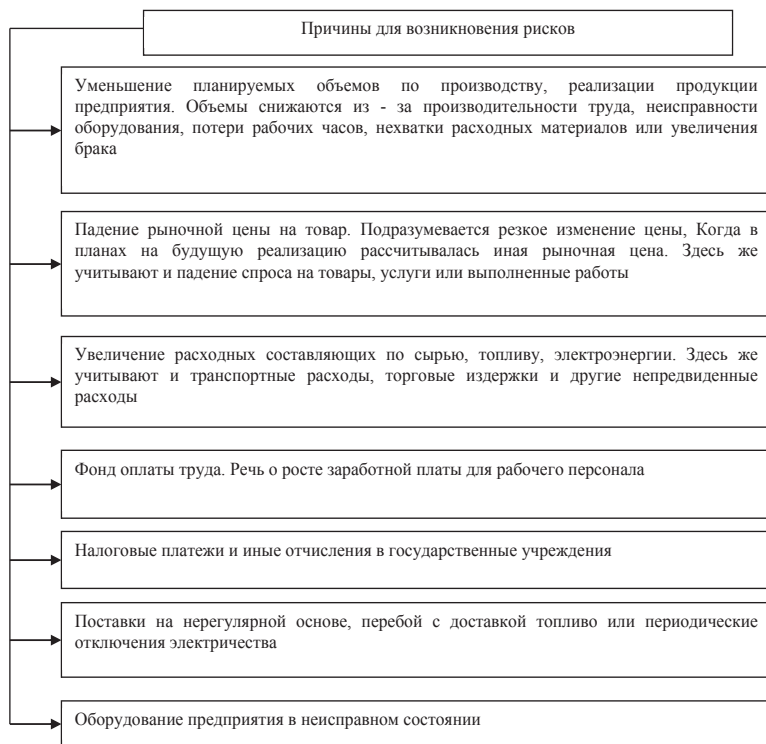 Причины для возникновения рисков
Уменьшение планируемых объемов по производству, реализации продукции
предприятия. Объемы снижаются из - за производительности труда, неисправности
оборудования, потери рабочих часов, нехватки расходных материалов или увеличения
брака
Падение рыночной цены на товар. Подразумевается резкое изменение цены, Когда в
планах на будущую реализацию рассчитывалась иная рыночная цена. Здесь же
учитывают и падение спроса на товары, услуги или выполненные работы
Увеличение расходных составляющих по сырью, топливу, электроэнергии. Здесь же
учитывают и транспортные расходы, торговые издержки и другие непредвиденные
расходы
Фонд оплаты труда. Речь о росте заработной платы для рабочего персонала
Налоговые платежи и иные отчисления в государственные учреждения
Поставки на нерегулярной основе, перебой с доставкой топливо или периодические
отключения электричества
Оборудование предприятия в неисправном состоянии